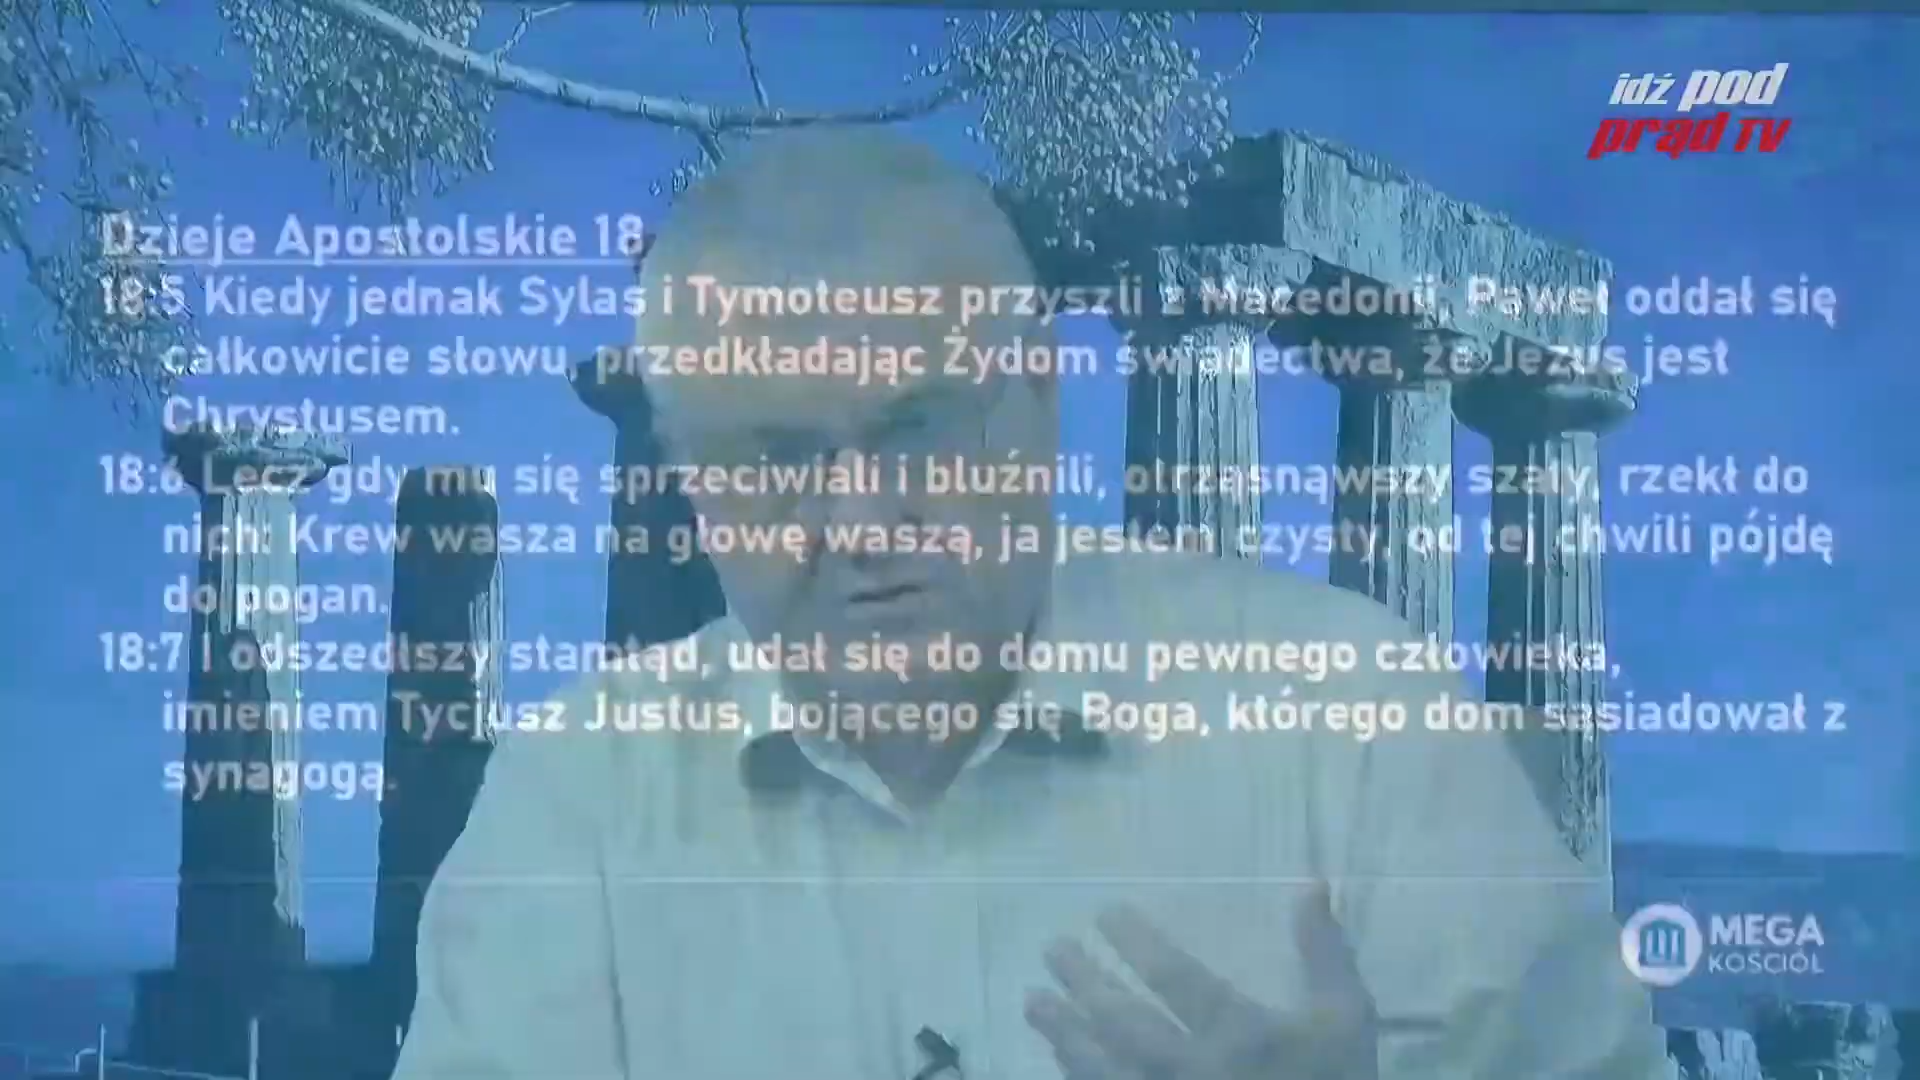 idź pod
prąd TV
Dzieje Apostolskie 18
18:5 Kiedy jednak Sylas i Tymoteusz przyszli z Macedonii, Paweł oddał się
całkowicie słowu, przedkładając Żydom świadectwa, że Jezus jest
Chrystusem.
18:6 Lecz gdy mu się sprzeciwiali i bluźnili, otrząsnąwszy szaty, rzekł do
nich: Krew wasza na głowę waszą, ja jestem czysty, od tej chwili pójdę
do pogan.
18:7 I odszedłszy stamtąd, udał się do domu pewnego człowieka,
imieniem Tycjusz Justus, bojącego się Boga, którego dom sąsiadował z
synagogą.
MEGA
KOŚCIÓŁ